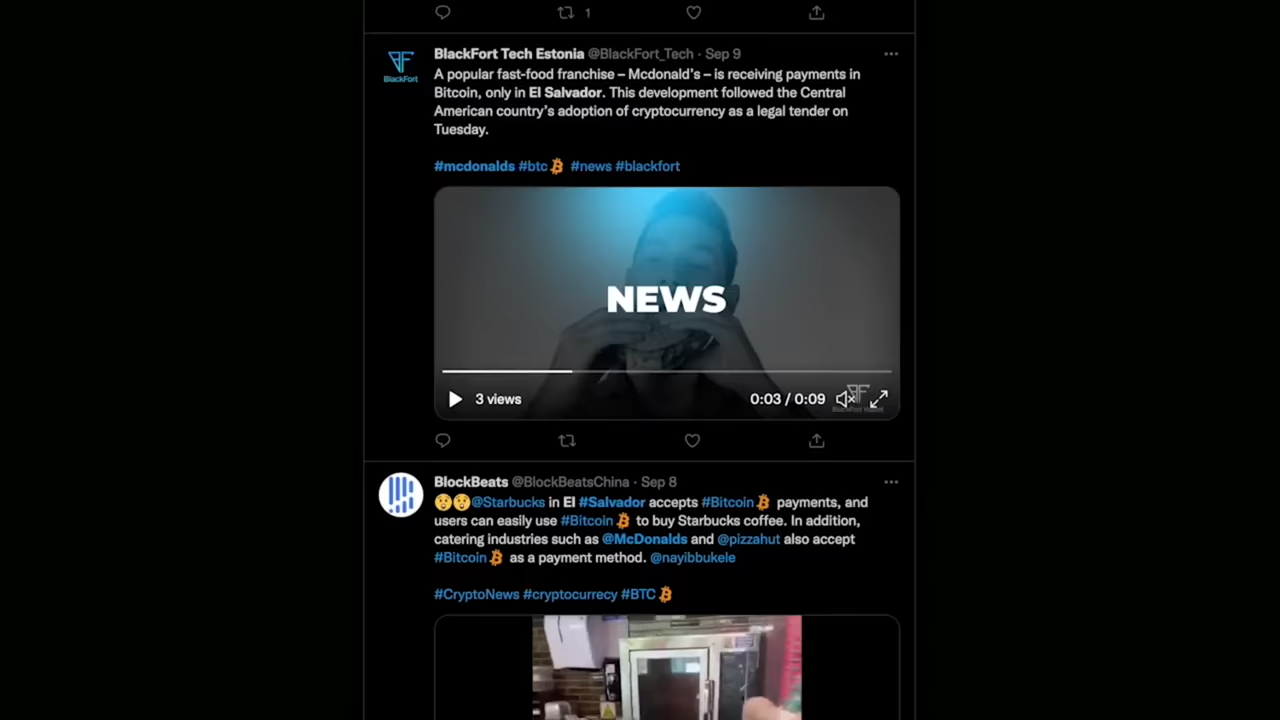 1
BlackFort Tech Estonia @BlackFort_Tech · Sep 9
A popular fast-food franchise – Mcdonald's – is receiving payments in
Bitcoin, only in El Salvador. This development followed the Central
American country's adoption of cryptocurrency as a legal tender on
Tuesday.
#mcdonalds #btc #news #blackfort
BlackFort
NEWS
3 views
0:03 / 0:09
BlockBeats @BlockBeatsChina · Sep 8
@Starbucks in El #Salvador accepts #Bitcoin payments, and
users can easily use #Bitcoin to buy Starbucks coffee. In addition,
catering industries such as @McDonalds and @pizzahut also accept
#Bitcoin as a payment method. @nayibbukele
#CryptoNews #cryptocurrecy #BTC